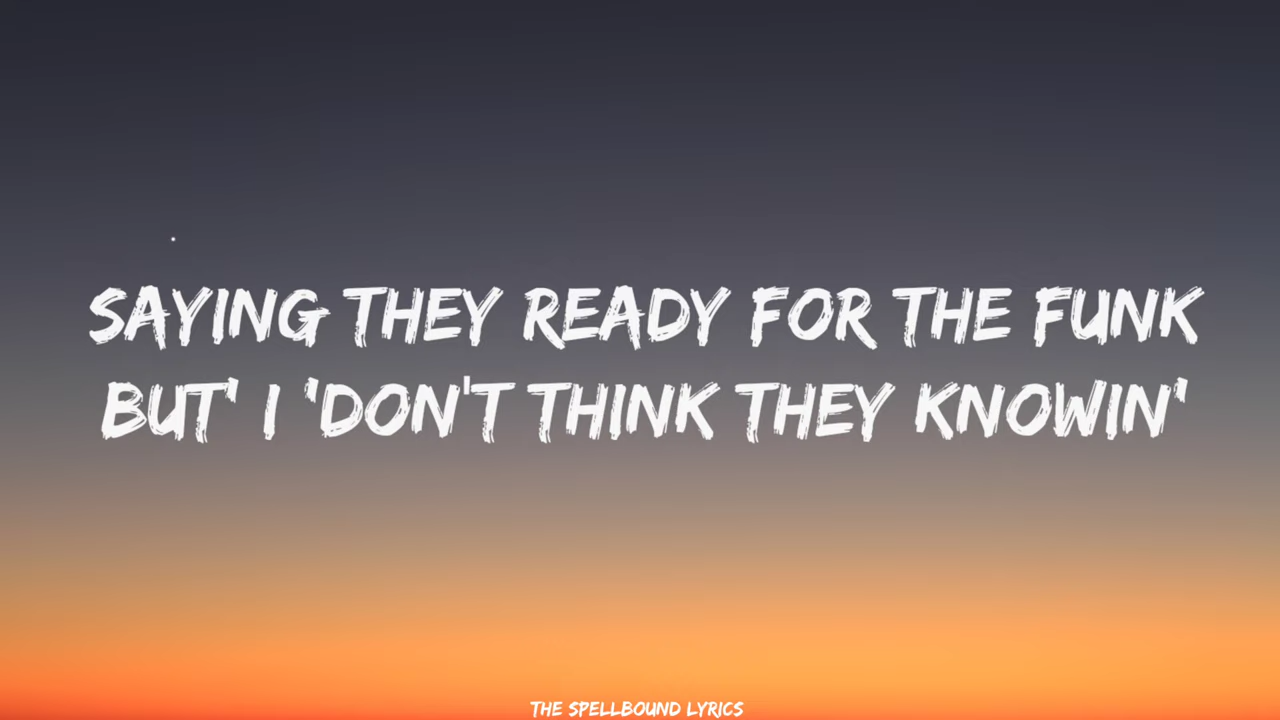 SAYING THEY READY FOR THE FUNK
BUT' I 'DON'T THINK THEY KNOWIN'
THE SPELLBOUND LYRICS